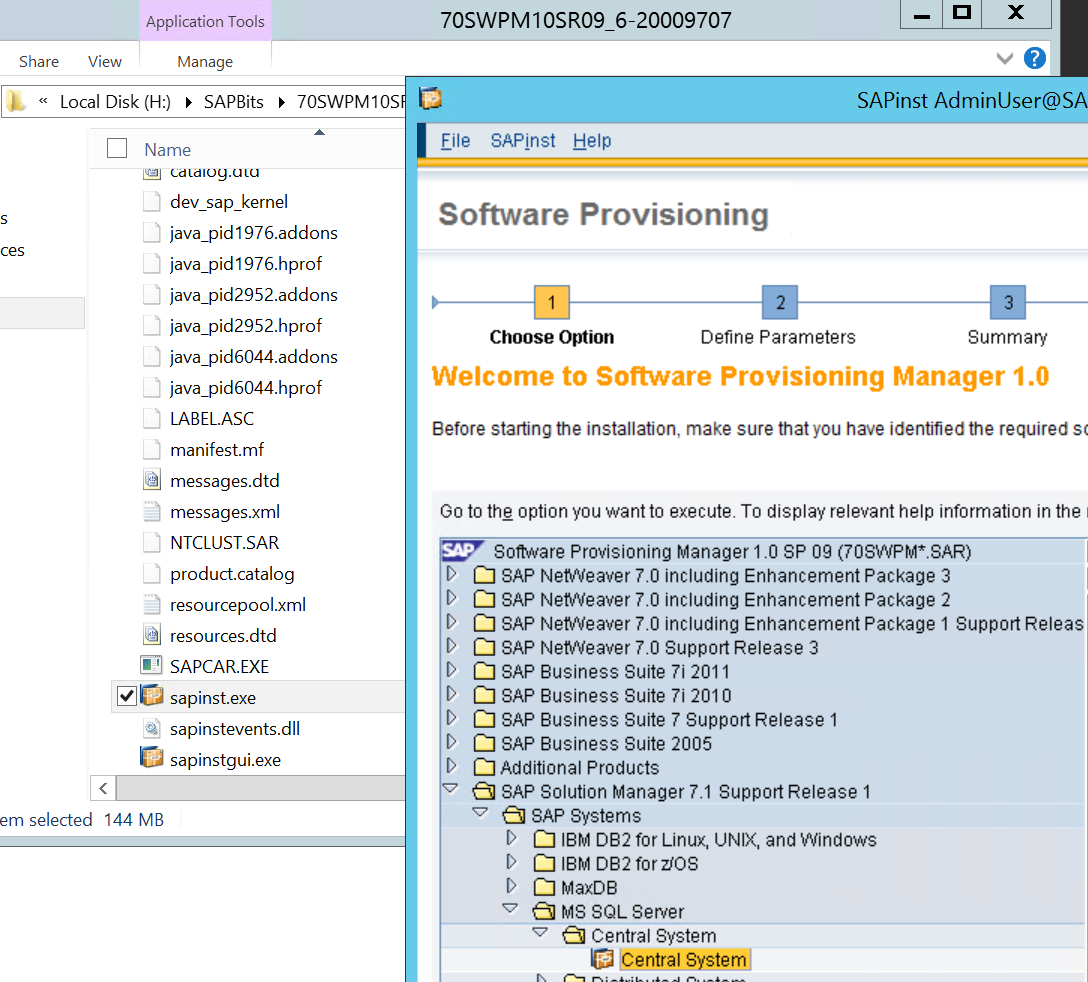 Application Tools
70SWPM10SR09_6-20009707
Share View Manage
?
« Local Disk (H:) SAPBits 70SWPM10SF
Name
catalog.dtd
dev_sap_kernel
java_pid1976.addons
java_pid1976.hprof
java_pid2952.addons
java_pid2952.hprof
java_pid6044.addons
java_pid6044.hprof
LABEL.ASC
manifest.mf
messages.dtd
messages.xml
NTCLUST.SAR
product.catalog
resourcepool.xml
resources.dtd
SAPCAR.EXE
sapinst.exe
sapinstevents.dll
sapinstgui.exe
s
ces
em selected 144 MB
SAPinst AdminUser@SA
File SAPinst Help
Software Provisioning
1 2 3
Choose Option Define Parameters Summary
Welcome to Software Provisioning Manager 1.0
Before starting the installation, make sure that you have identified the required so
Go to the option you want to execute. To display relevant help information in the
SAP Software Provisioning Manager 1.0 SP 09 (70SWPM*.SAR)
SAP NetWeaver 7.0 including Enhancement Package 3
SAP NetWeaver 7.0 including Enhancement Package 2
SAP NetWeaver 7.0 including Enhancement Package 1 Support Releas
SAP NetWeaver 7.0 Support Release 3
SAP Business Suite 7i 2011
SAP Business Suite 7i 2010
SAP Business Suite 7 Support Release 1
SAP Business Suite 2005
Additional Products
SAP Solution Manager 7.1 Support Release 1
SAP Systems
IBM DB2 for Linux, UNIX, and Windows
IBM DB2 for z/OS
MaxDB
MS SQL Server
Central System
Central System
Distributed System